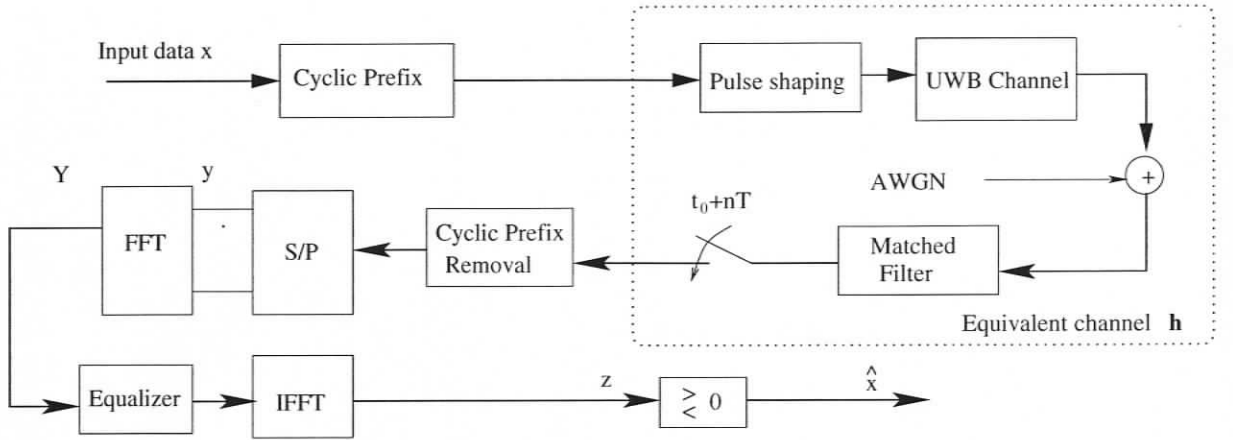 Input data x
Cyclic Prefix
Pulse shaping
UWB Channel
Y
y
AWGN
+
t₀+nT
FFT
S/P
Cyclic Prefix
Removal
Matched
Filter
Equivalent channel h
Equalizer
IFFT
z
> < 0
x̂